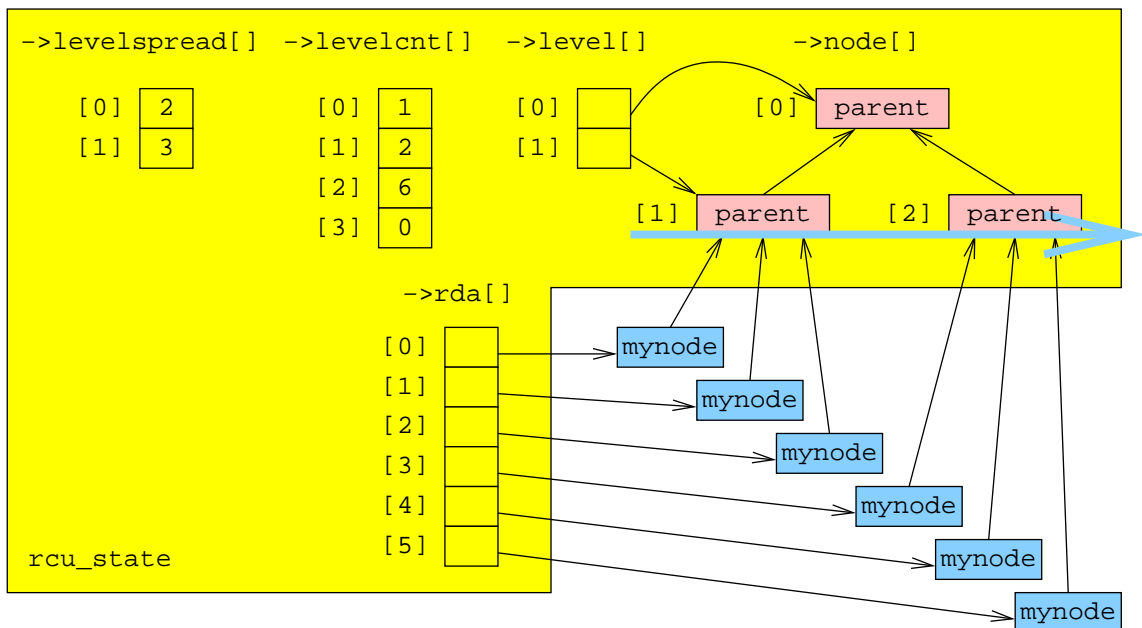 ->levelspread[] ->levelcnt[] ->level[] ->node[]
[0] 2 [0] 1 [0] [0] parent
[1] 3 [1] 2 [1]
[2] 6 [1] parent [2] parent
[3] 0
->rda[]
[0] mynode
[1] mynode
[2] mynode
[3] mynode
[4] mynode
[5] mynode
rcu_state